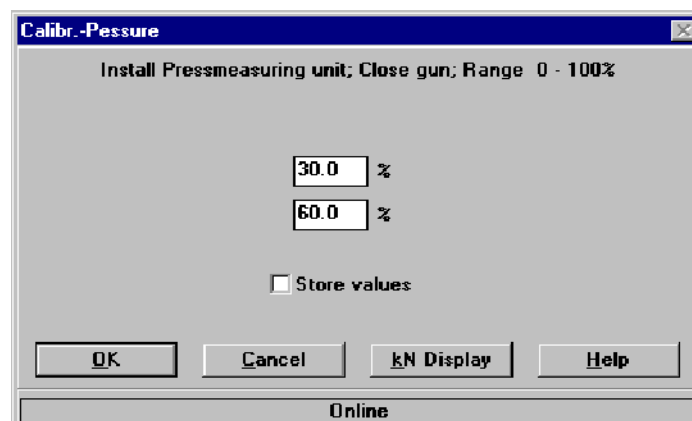 Calibr.-Pessure
Install Pressmeasuring unit; Close gun; Range 0 - 100%
30.0 %
60.0 %
Store values
OK Cancel kN Display Help
Online